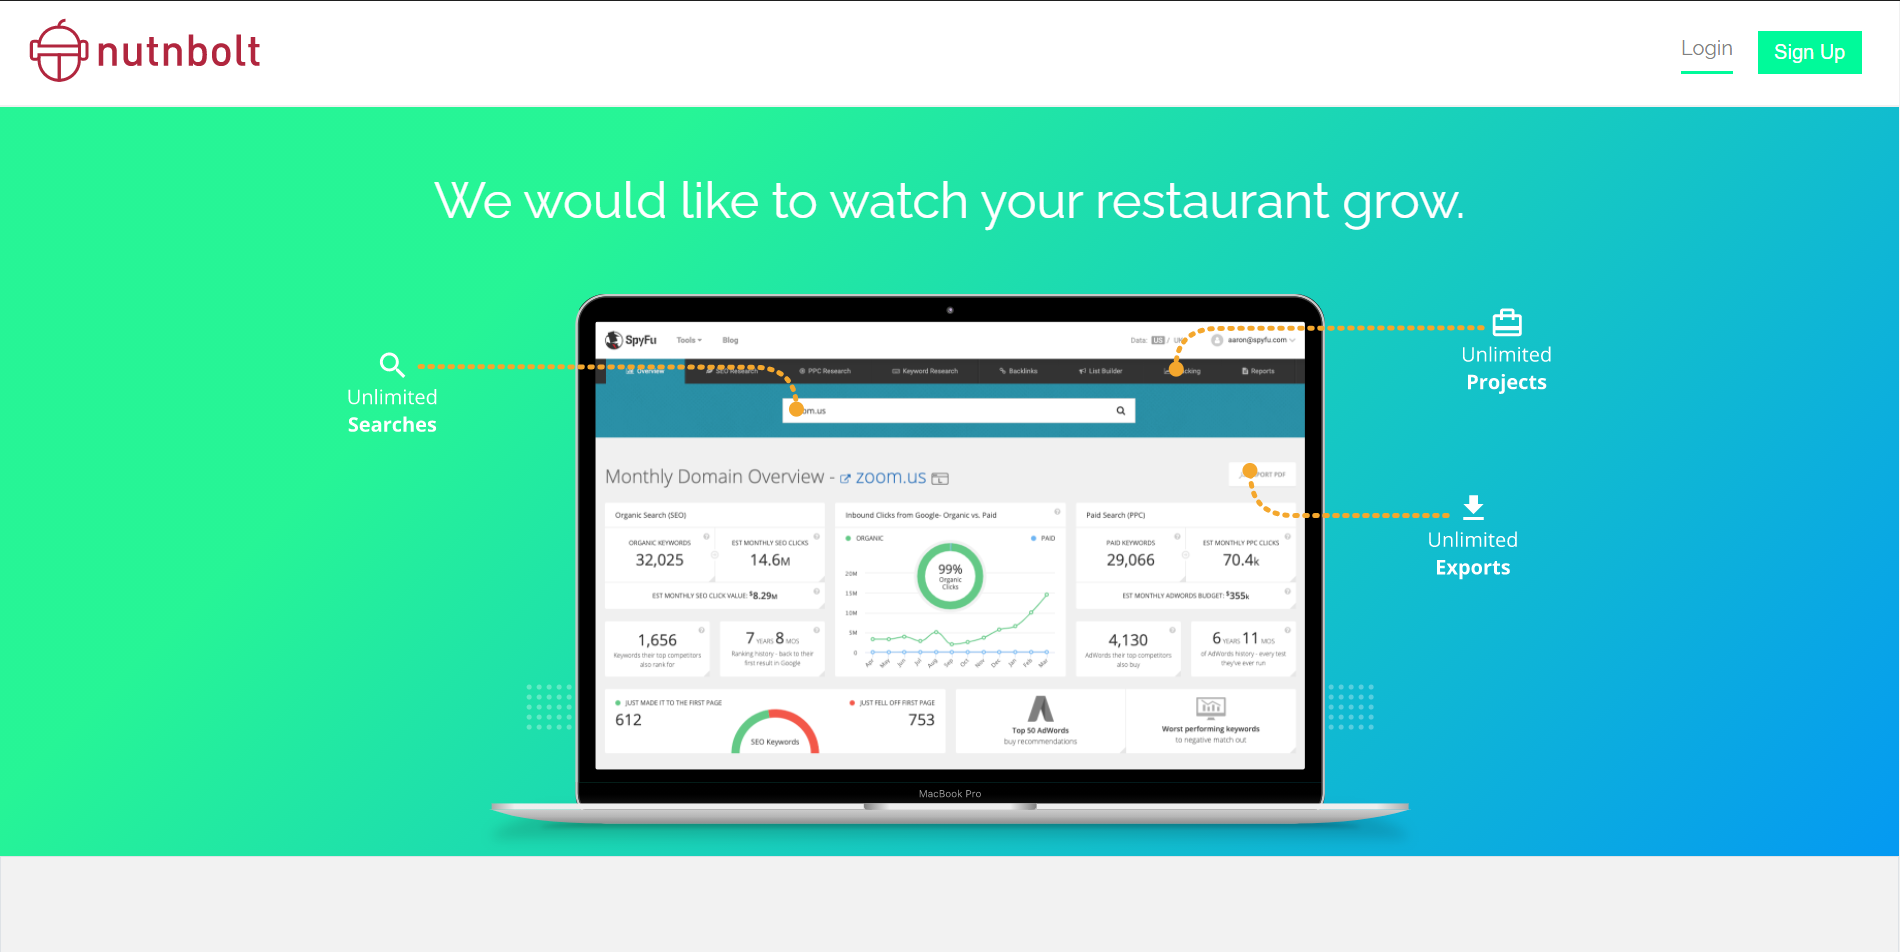 nutnbolt
Login
Sign Up
We would like to watch your restaurant grow.
Unlimited
Searches
Unlimited
Projects
Unlimited
Exports
SpyFu
Tools
Blog
Data: US /
aaron@spyfu.com
Overview
SEO Research
PPC Research
Keyword Research
Backlinks
List Builder
Reports
om.us
Monthly Domain Overview - zoom.us
PORT PDF
Organic Search (SEO)
ORGANIC KEYWORDS
32,025
EST MONTHLY SEO CLICKS
14.6M
EST MONTHLY SEO CLICK VALUE: $8.29M
1,656
Keywords their top competitors
also rank for
7 YEARS 8 MOS
Ranking history - back to their
first result in Google
Inbound Clicks from Google- Organic vs. Paid
ORGANIC
PAID
99%
Organic
Clicks
20M
15M
10M
5M
0
Apr May Jun Jul Aug Sep Oct Nov Dec Jan Feb Mar
Paid Search (PPC)
PAID KEYWORDS
29,066
EST MONTHLY PPC CLICKS
70.4k
EST MONTHLY ADWORDS BUDGET: $355k
4,130
AdWords their top competitors
also buy
6 YEARS 11 MOS
of AdWords history - every test
they've ever run
JUST MADE IT TO THE FIRST PAGE
612
JUST FELL OFF FIRST PAGE
753
SEO Keywords
Top 50 AdWords
buy recommendations
Worst performing keywords
to negative match out
MacBook Pro